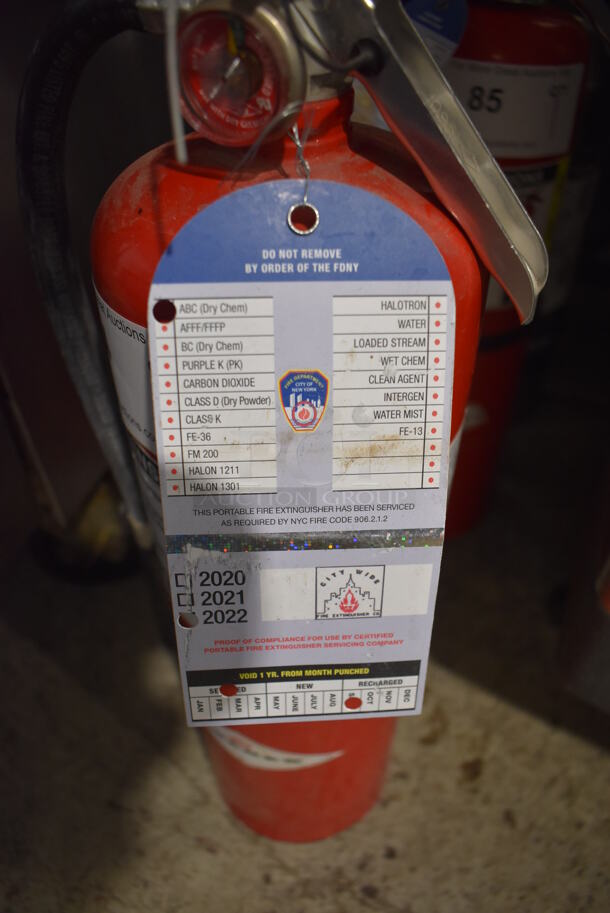 85
DO NOT REMOVE
BY ORDER OF THE FDNY
ABC (Dry Chem)
AFFF/FFFP
BC (Dry Chem)
PURPLE K (PK)
CARBON DIOXIDE
CLASS D (Dry Powder)
CLASS K
FE-36
FM 200
HALON 1211
HALON 1301
HALOTRON
WATER
LOADED STREAM
WET CHEM
CLEAN AGENT
INTERGEN
WATER MIST
FE-13
FIRE DEPARTMENT
CITY OF
NEW YORK
AUCTION GROUP
THIS PORTABLE FIRE EXTINGUISHER HAS BEEN SERVICED
AS REQUIRED BY NYC FIRE CODE 906.2.1.2
2020
2021
2022
CITY WIDE
FIRE EXTINGUISHER CO.
PROOF OF COMPLIANCE FOR USE BY CERTIFIED
PORTABLE FIRE EXTINGUISHER SERVICING COMPANY
VOID 1 YR. FROM MONTH PUNCHED
NEW RECHARGED
JAN FEB MAR APR MAY JUNE JULY AUG OCT NOV DEC
Auctions